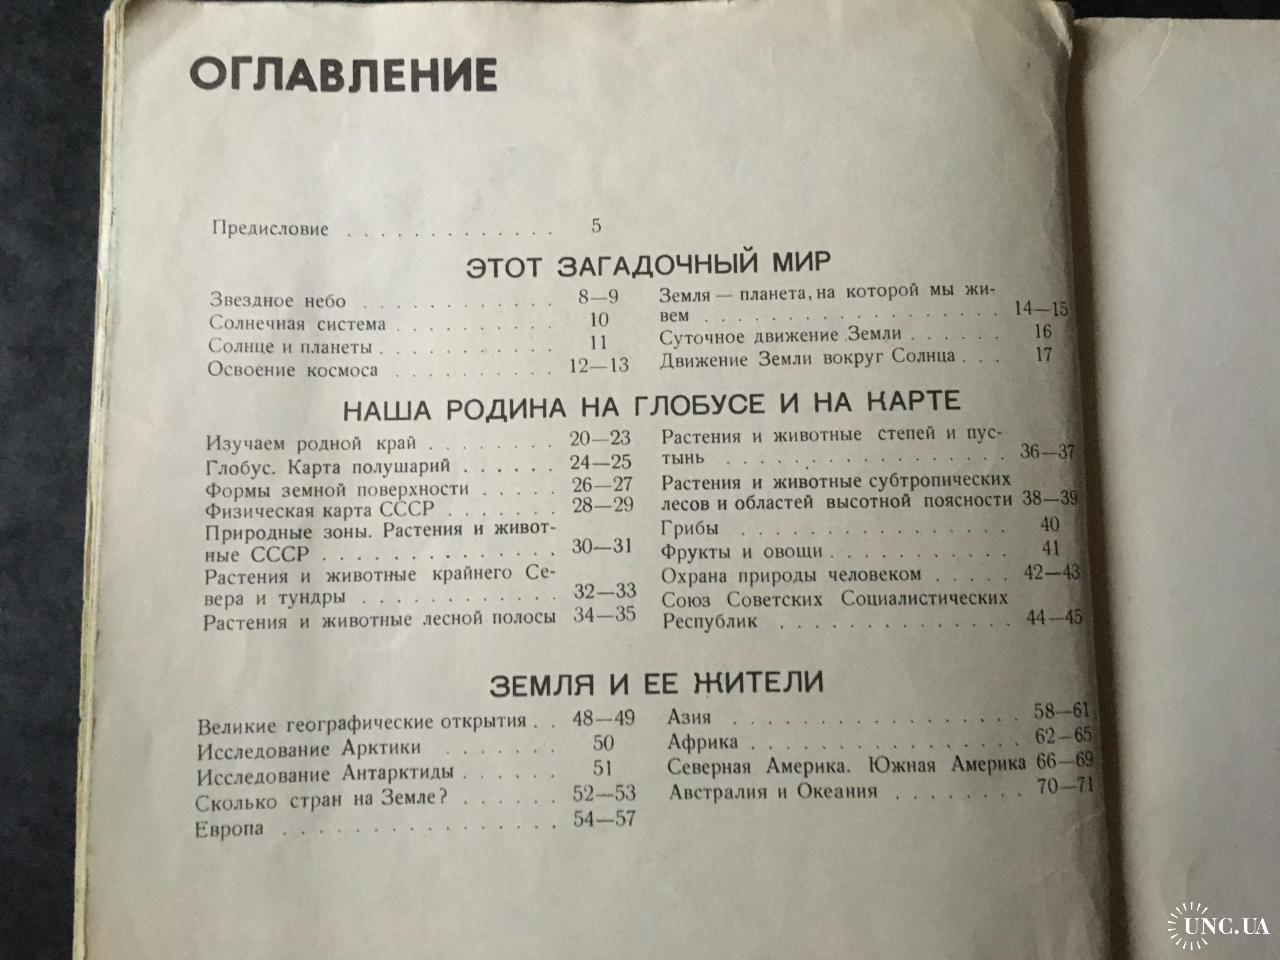 ОГЛАВЛЕНИЕ
Предисловие . . . . . . . . . . . . . 5
ЭТОТ ЗАГАДОЧНЫЙ МИР
Звездное небо . . . . . . . . . . . . 8—9
Солнечная система . . . . . . . . . . 10
Солнце и планеты . . . . . . . . . . . 11
Освоение космоса . . . . . . . . . . 12—13
Земля — планета, на которой мы жи-
вем . . . . . . . . . . . . . . . . . . 14—15
Суточное движение Земли . . . . . . 16
Движение Земли вокруг Солнца . . . 17
НАША РОДИНА НА ГЛОБУСЕ И НА КАРТЕ
Изучаем родной край . . . . . . . . 20—23
Глобус. Карта полушарий . . . . . . 24—25
Формы земной поверхности . . . . . 26—27
Физическая карта СССР . . . . . . . 28—29
Природные зоны. Растения и живот-
ные СССР . . . . . . . . . . . . . . 30—31
Растения и животные крайнего Се-
вера и тундры . . . . . . . . . . . . 32—33
Растения и животные лесной полосы 34—35
Растения и животные степей и пус-
тынь . . . . . . . . . . . . . . . . . 36—37
Растения и животные субтропических
лесов и областей высотной поясности 38—39
Грибы . . . . . . . . . . . . . . . . 40
Фрукты и овощи . . . . . . . . . . . 41
Охрана природы человеком . . . . . 42—43
Союз Советских Социалистических
Республик . . . . . . . . . . . . . . 44—45
ЗЕМЛЯ И ЕЕ ЖИТЕЛИ
Великие географические открытия . . 48—49
Исследование Арктики . . . . . . . 50
Исследование Антарктиды . . . . . . 51
Сколько стран на Земле? . . . . . . 52—53
Европа . . . . . . . . . . . . . . . . . 54—57
Азия . . . . . . . . . . . . . . . . . . 58—61
Африка . . . . . . . . . . . . . . . . . 62—65
Северная Америка. Южная Америка 66—69
Австралия и Океания . . . . . . . . 70—71
UNC.UA